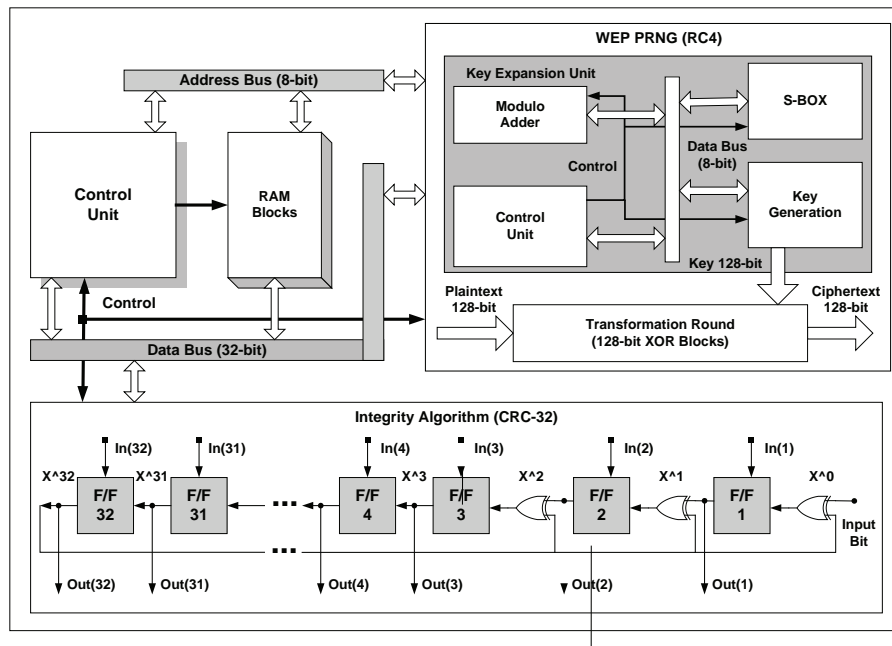 WEP PRNG (RC4)
Address Bus (8-bit)
Key Expansion Unit
Modulo
Adder
S-BOX
Control
Unit
RAM
Blocks
Control
Data Bus
(8-bit)
Control
Unit
Key
Generation
Key 128-bit
Control
Plaintext
128-bit
Ciphertext
128-bit
Transformation Round
(128-bit XOR Blocks)
Data Bus (32-bit)
Integrity Algorithm (CRC-32)
In(32)
In(31)
In(4)
In(3)
In(2)
In(1)
X^32
X^31
X^3
X^2
X^1
X^0
F/F
32
F/F
31
F/F
4
F/F
3
F/F
2
F/F
1
Input
Bit
Out(32)
Out(31)
Out(4)
Out(3)
Out(2)
Out(1)